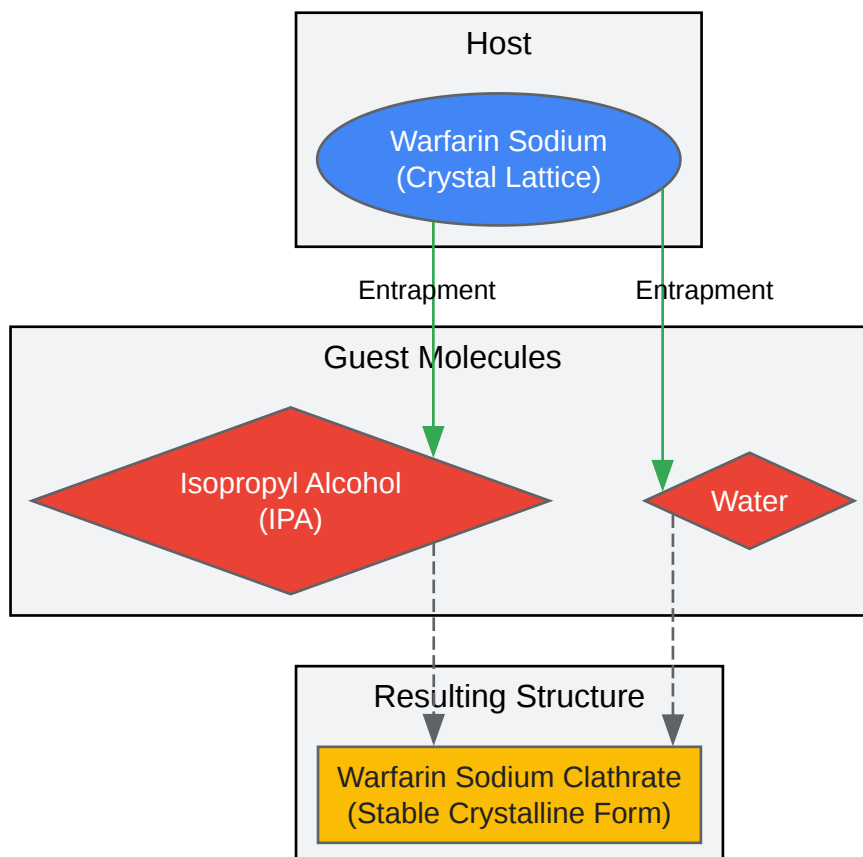 Host
Warfarin Sodium
(Crystal Lattice)
Entrapment
Entrapment
Guest Molecules
Isopropyl Alcohol
(IPA)
Water
Resulting Structure
Warfarin Sodium Clathrate
(Stable Crystalline Form)